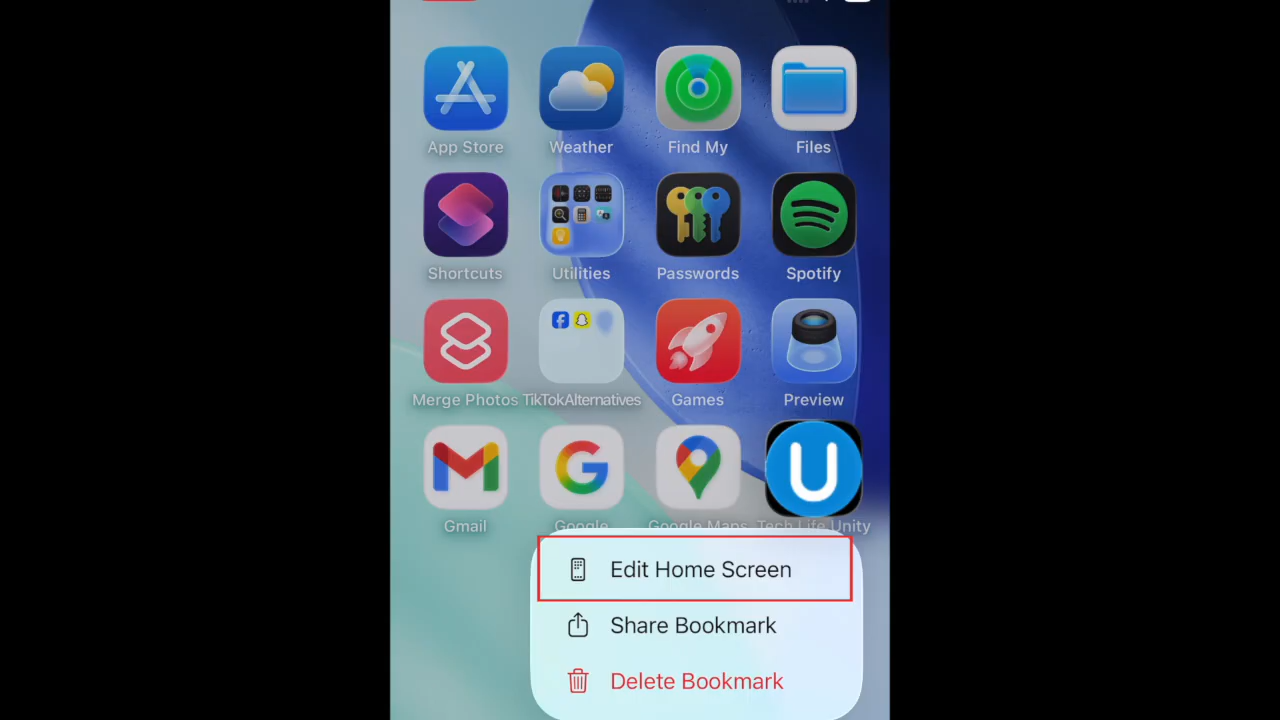 App Store Weather Find My Files
Shortcuts Utilities Passwords Spotify
Merge Photos TikTokAlternatives Games Preview
U
Gmail Google Google Maps Tech Life Unity
Edit Home Screen
Share Bookmark
Delete Bookmark